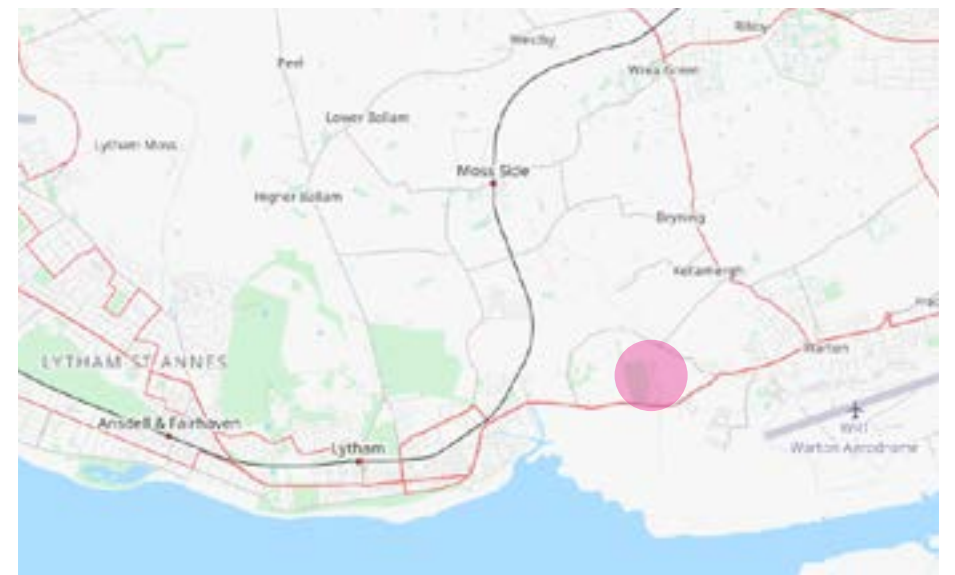 Ribby
Westby
Peel
Wrea Green
Lower Ballam
Lytham Moss
Moss Side
Higher Ballam
Bryning
Kellamergh
Warton
LYTHAM ST ANNES
Ansdell & Fairhaven
Lytham
Warton Aerodrome